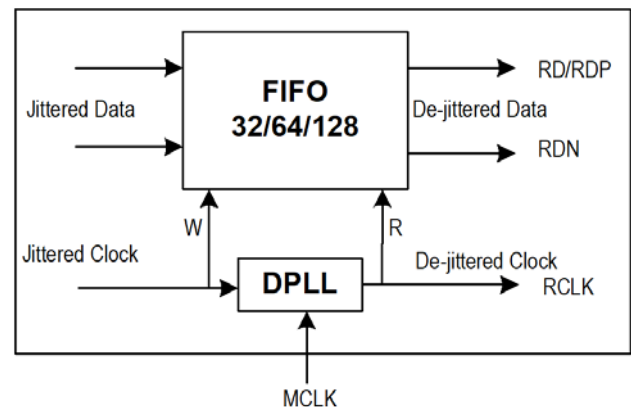 FIFO
32/64/128
Jittered Data
De-jittered Data
RD/RDP
RDN
W
R
Jittered Clock
DPLL
De-jittered Clock
RCLK
MCLK